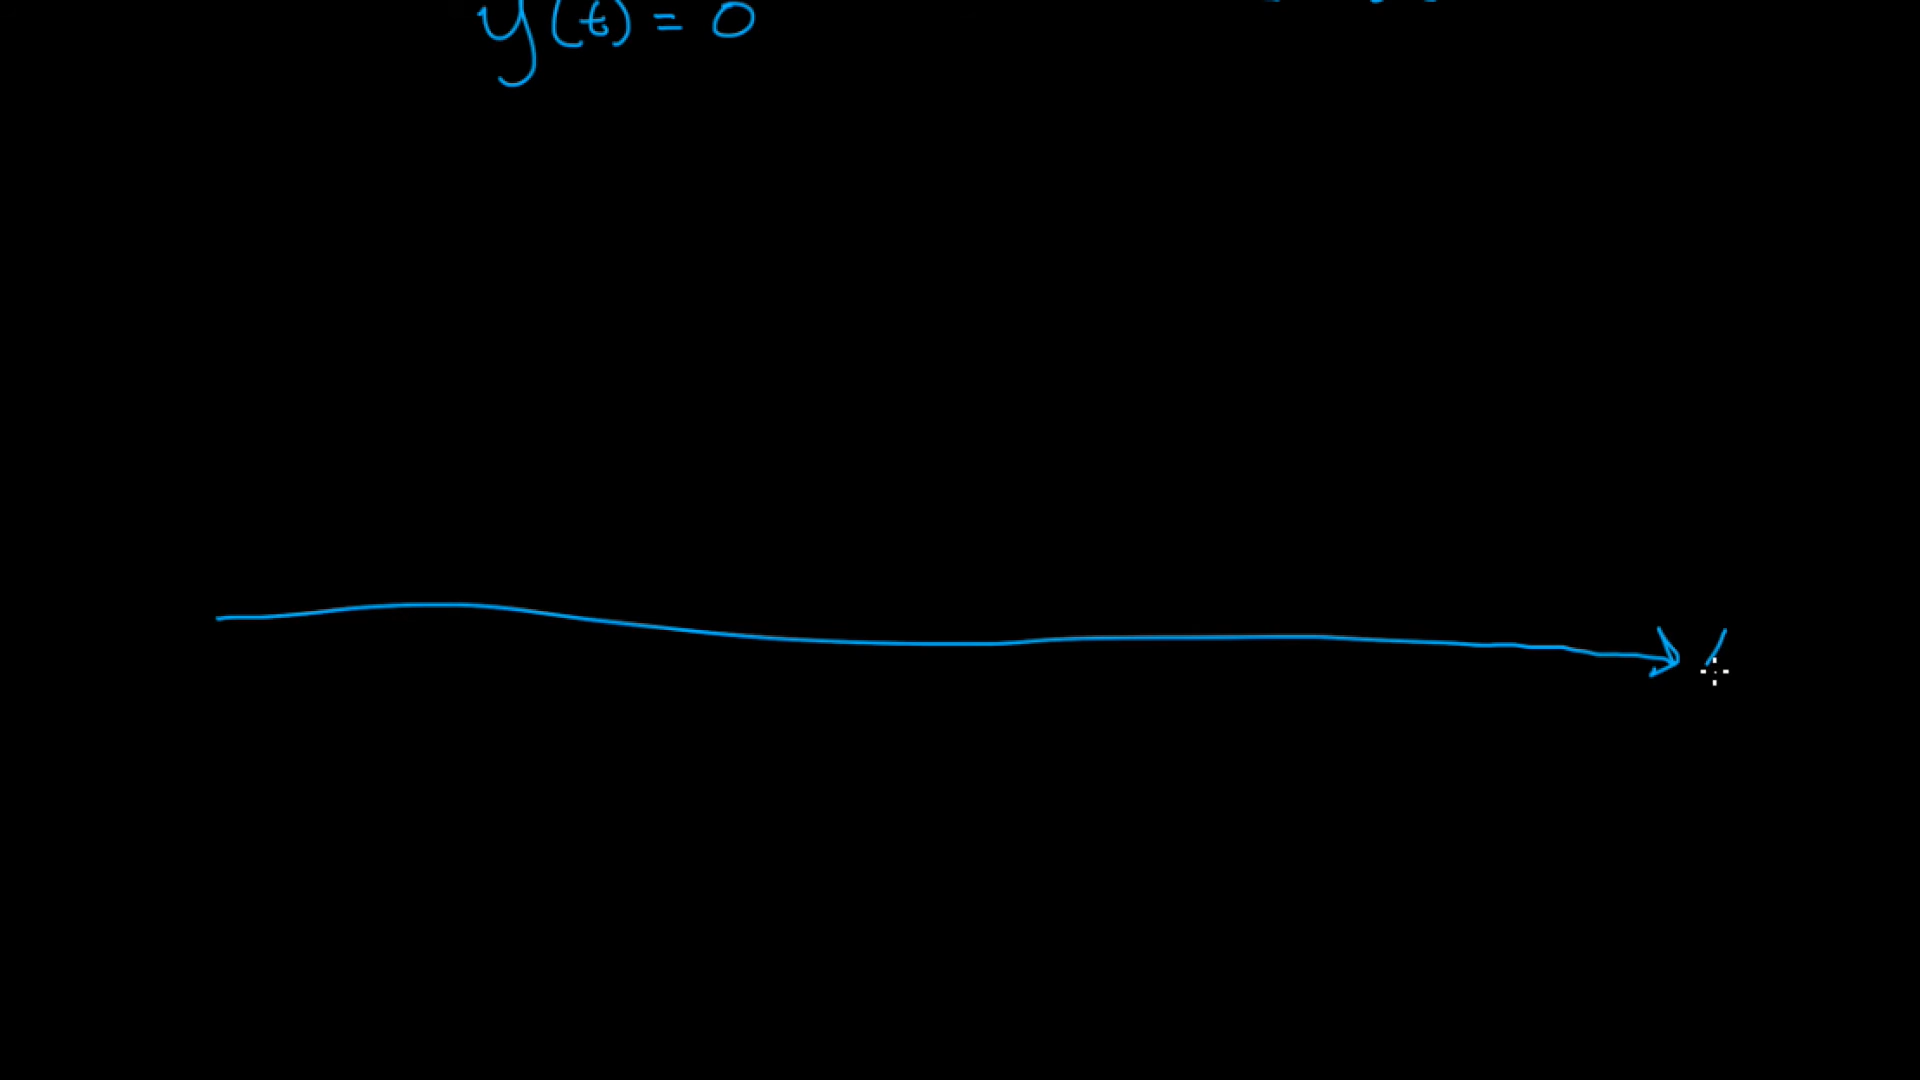 y(t) = 0